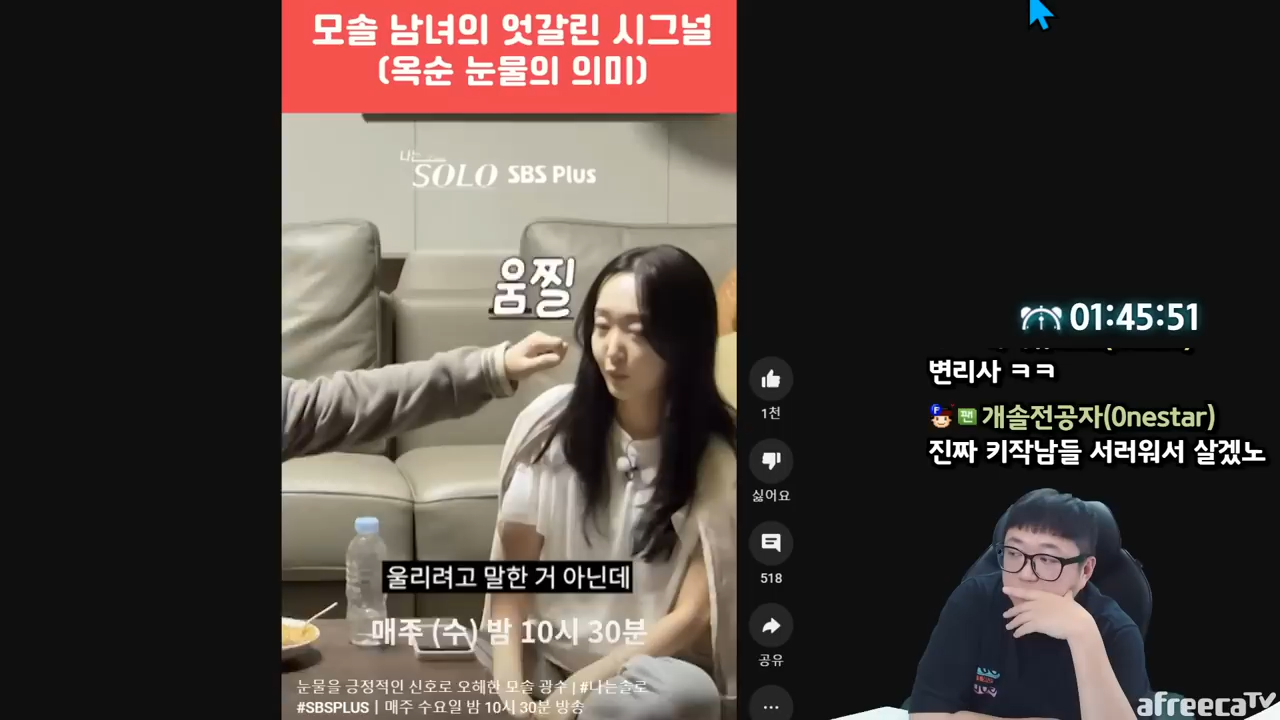 모솔 남녀의 엇갈린 시그널
(옥순 눈물의 의미)
나는
SOLO SBS Plus
움찔
울리려고 말한 거 아닌데
매주 (수) 밤 10시 30분
눈물을 긍정적인 신호로 오해한 모솔 광수 | #나는솔로
#SBSPLUS | 매주 수요일 밤 10시 30분 방송
1천
싫어요
518
공유
01:45:51
변리사 ㅋㅋ
F 팬 개솔전공자(0nestar)
진짜 키작남들 서러워서 살겠노
afreecaTV